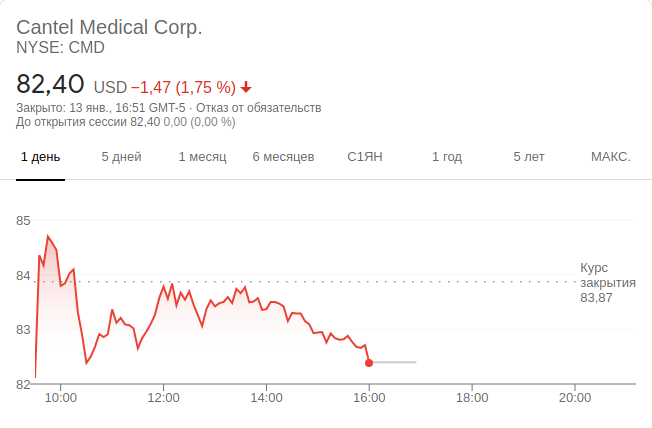 Cantel Medical Corp.
NYSE: CMD
82,40 USD −1,47 (1,75 %)
Закрыто: 13 янв., 16:51 GMT-5 · Отказ от обязательств
До открытия сессии 82,40 0,00 (0,00 %)
1 день 5 дней 1 месяц 6 месяцев С1ЯН 1 год 5 лет МАКС.
85
84
83
82
Курс
закрытия
83,87
10:00 12:00 14:00 16:00 18:00 20:00